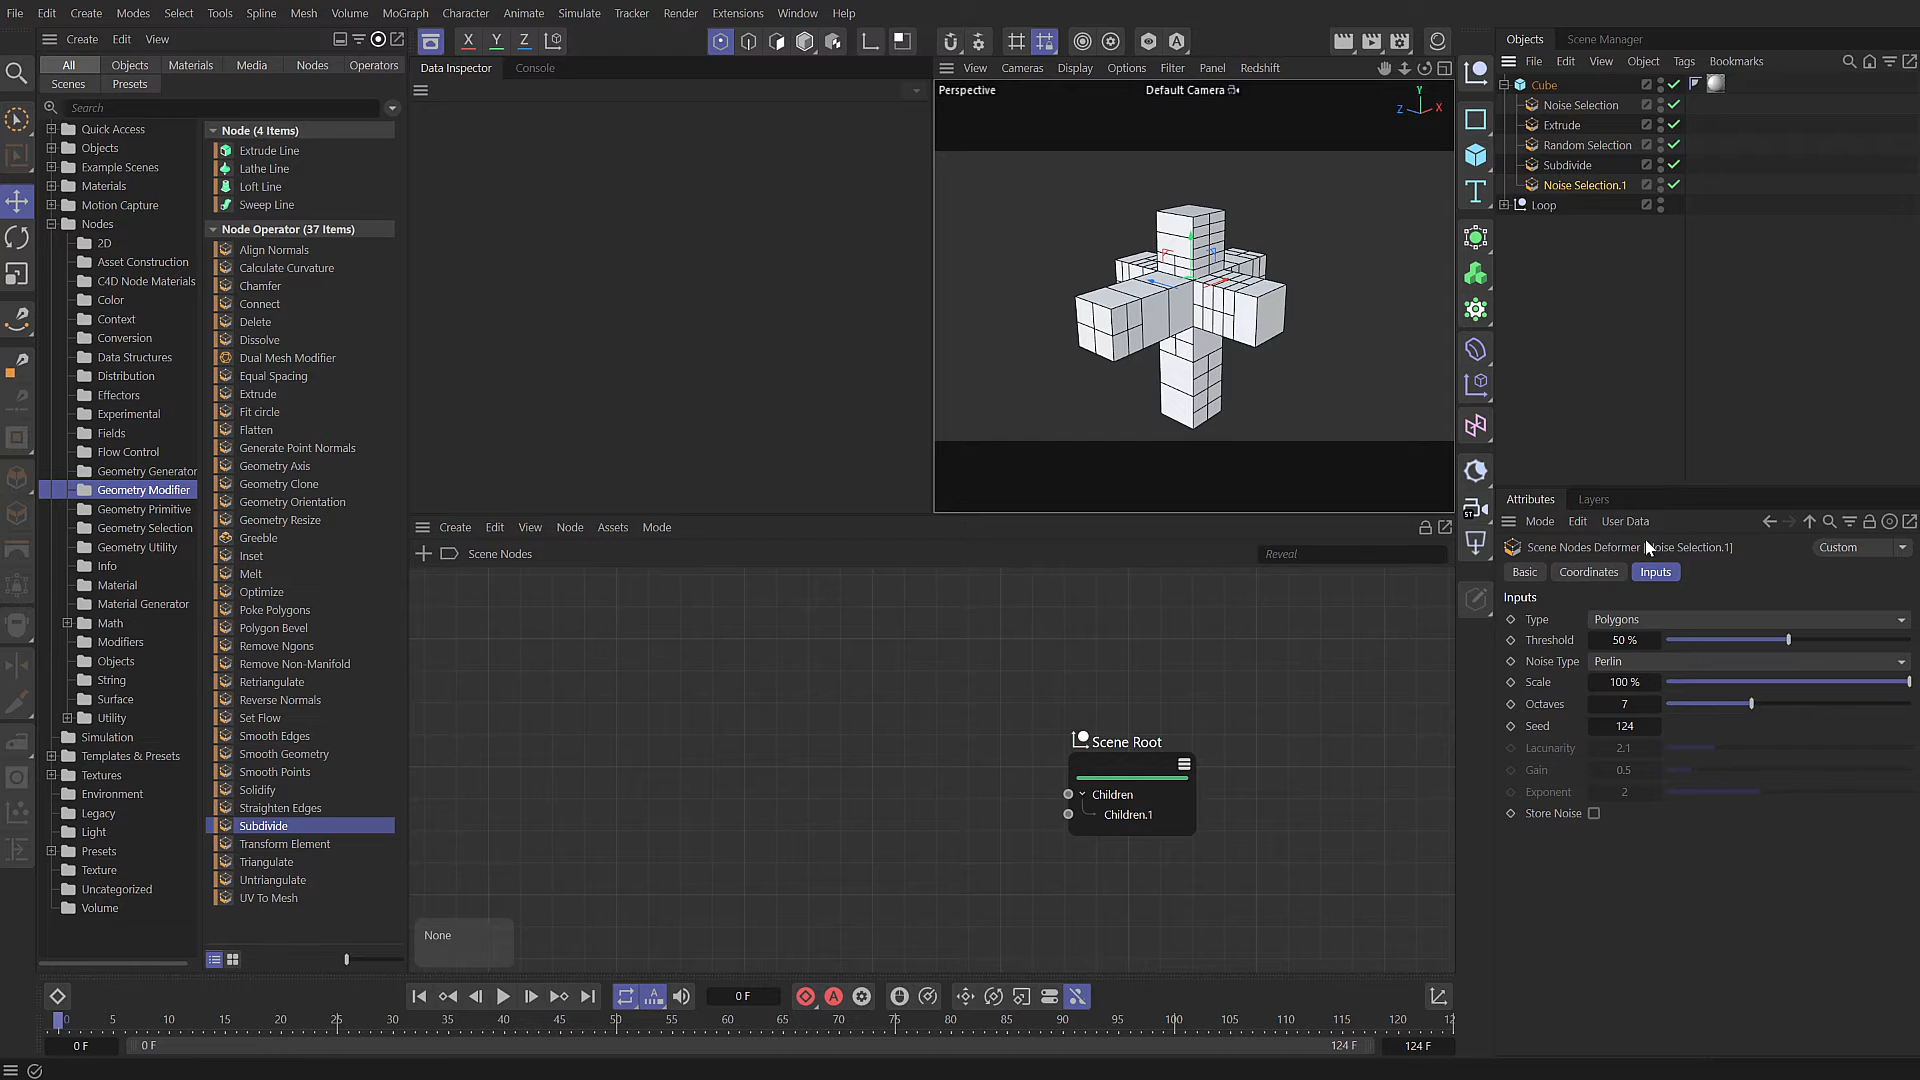 File Edit Create Modes Select Tools Spline Mesh Volume MoGraph Character Animate Simulate Tracker Render Extensions Window Help
Create Edit View
All Objects Materials Media Nodes Operators
Scenes Presets
Search
Quick Access
Objects
Example Scenes
Materials
Motion Capture
Nodes
2D
Asset Construction
C4D Node Materials
Color
Context
Conversion
Data Structures
Distribution
Effectors
Experimental
Fields
Flow Control
Geometry Generator
Geometry Modifier
Geometry Primitive
Geometry Selection
Geometry Utility
Info
Material
Material Generator
Math
Modifiers
Objects
String
Surface
Utility
Simulation
Templates & Presets
Textures
Environment
Legacy
Light
Presets
Texture
Uncategorized
Volume
Node (4 Items)
Extrude Line
Lathe Line
Loft Line
Sweep Line
Node Operator (37 Items)
Align Normals
Calculate Curvature
Chamfer
Connect
Delete
Dissolve
Dual Mesh Modifier
Equal Spacing
Extrude
Fit circle
Flatten
Generate Point Normals
Geometry Axis
Geometry Clone
Geometry Orientation
Geometry Resize
Greeble
Inset
Melt
Optimize
Poke Polygons
Polygon Bevel
Remove Ngons
Remove Non-Manifold
Retriangulate
Reverse Normals
Set Flow
Smooth Edges
Smooth Geometry
Smooth Points
Solidify
Straighten Edges
Subdivide
Transform Element
Triangulate
Untriangulate
UV To Mesh
X Y Z
Data Inspector Console
View Cameras Display Options Filter Panel Redshift
Perspective Default Camera
Y
Z X
Create Edit View Node Assets Mode
Scene Nodes Reveal
Scene Root
Children
Children.1
None
Objects Scene Manager
File Edit View Object Tags Bookmarks
Cube
Noise Selection
Extrude
Random Selection
Subdivide
Noise Selection.1
Loop
Attributes Layers
Mode Edit User Data
Scene Nodes Deformer [Noise Selection.1] Custom
Basic Coordinates Inputs
Inputs
Type Polygons
Threshold 50 %
Noise Type Perlin
Scale 100 %
Octaves 7
Seed 124
Lacunarity 2.1
Gain 0.5
Exponent 2
Store Noise
0 F
0 5 10 15 20 25 30 35 40 45 50 55 60 65 70 75 80 85 90 95 100 105 110 115 120 12
0 F 0 F 124 F 124 F